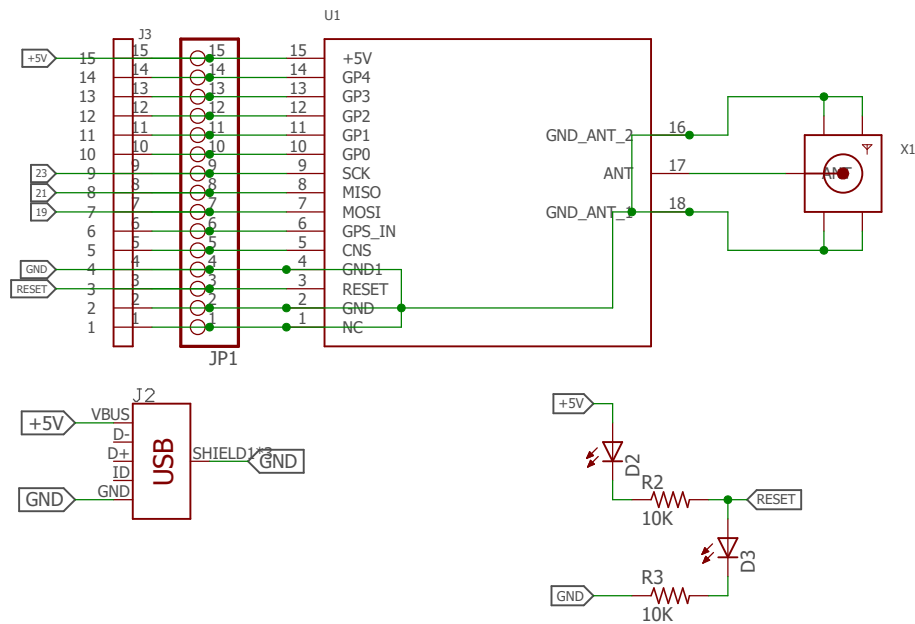 U1
J3
+5V 15 15 15 15 +5V
14 14 14 14 GP4
13 13 13 13 GP3
12 12 12 12 GP2
11 11 11 11 GP1 GND_ANT_2 16
10 10 10 10 GP0
23 9 9 9 9 SCK ANT 17 ANT X1
21 8 8 8 8 MISO
19 7 7 7 7 MOSI GND_ANT_1 18
6 6 6 6 GPS_IN
5 5 5 5 CNS
GND 4 4 4 4 GND1
RESET 3 3 3 3 RESET
2 2 2 2 GND
1 1 1 1 NC
JP1
J2
+5V VBUS
D-
D+ SHIELD1*3 GND
ID
GND GND
USB
+5V
D2
R2 RESET
10K
D3
R3
GND
10K